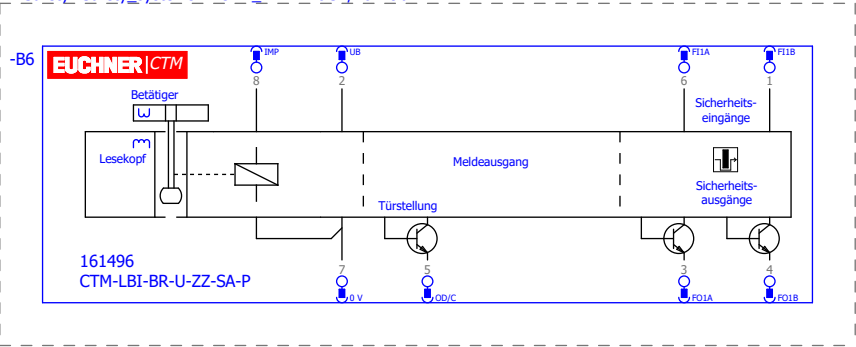 -B6
EUCHNER CTM
IMP
UB
FI1A
FI1B
8
2
6
1
Betätiger
Sicherheits-
eingänge
Lesekopf
Meldeausgang
Sicherheits-
ausgänge
Türstellung
161496
CTM-LBI-BR-U-ZZ-SA-P
7
5
3
4
0 V
OD/C
FO1A
FO1B